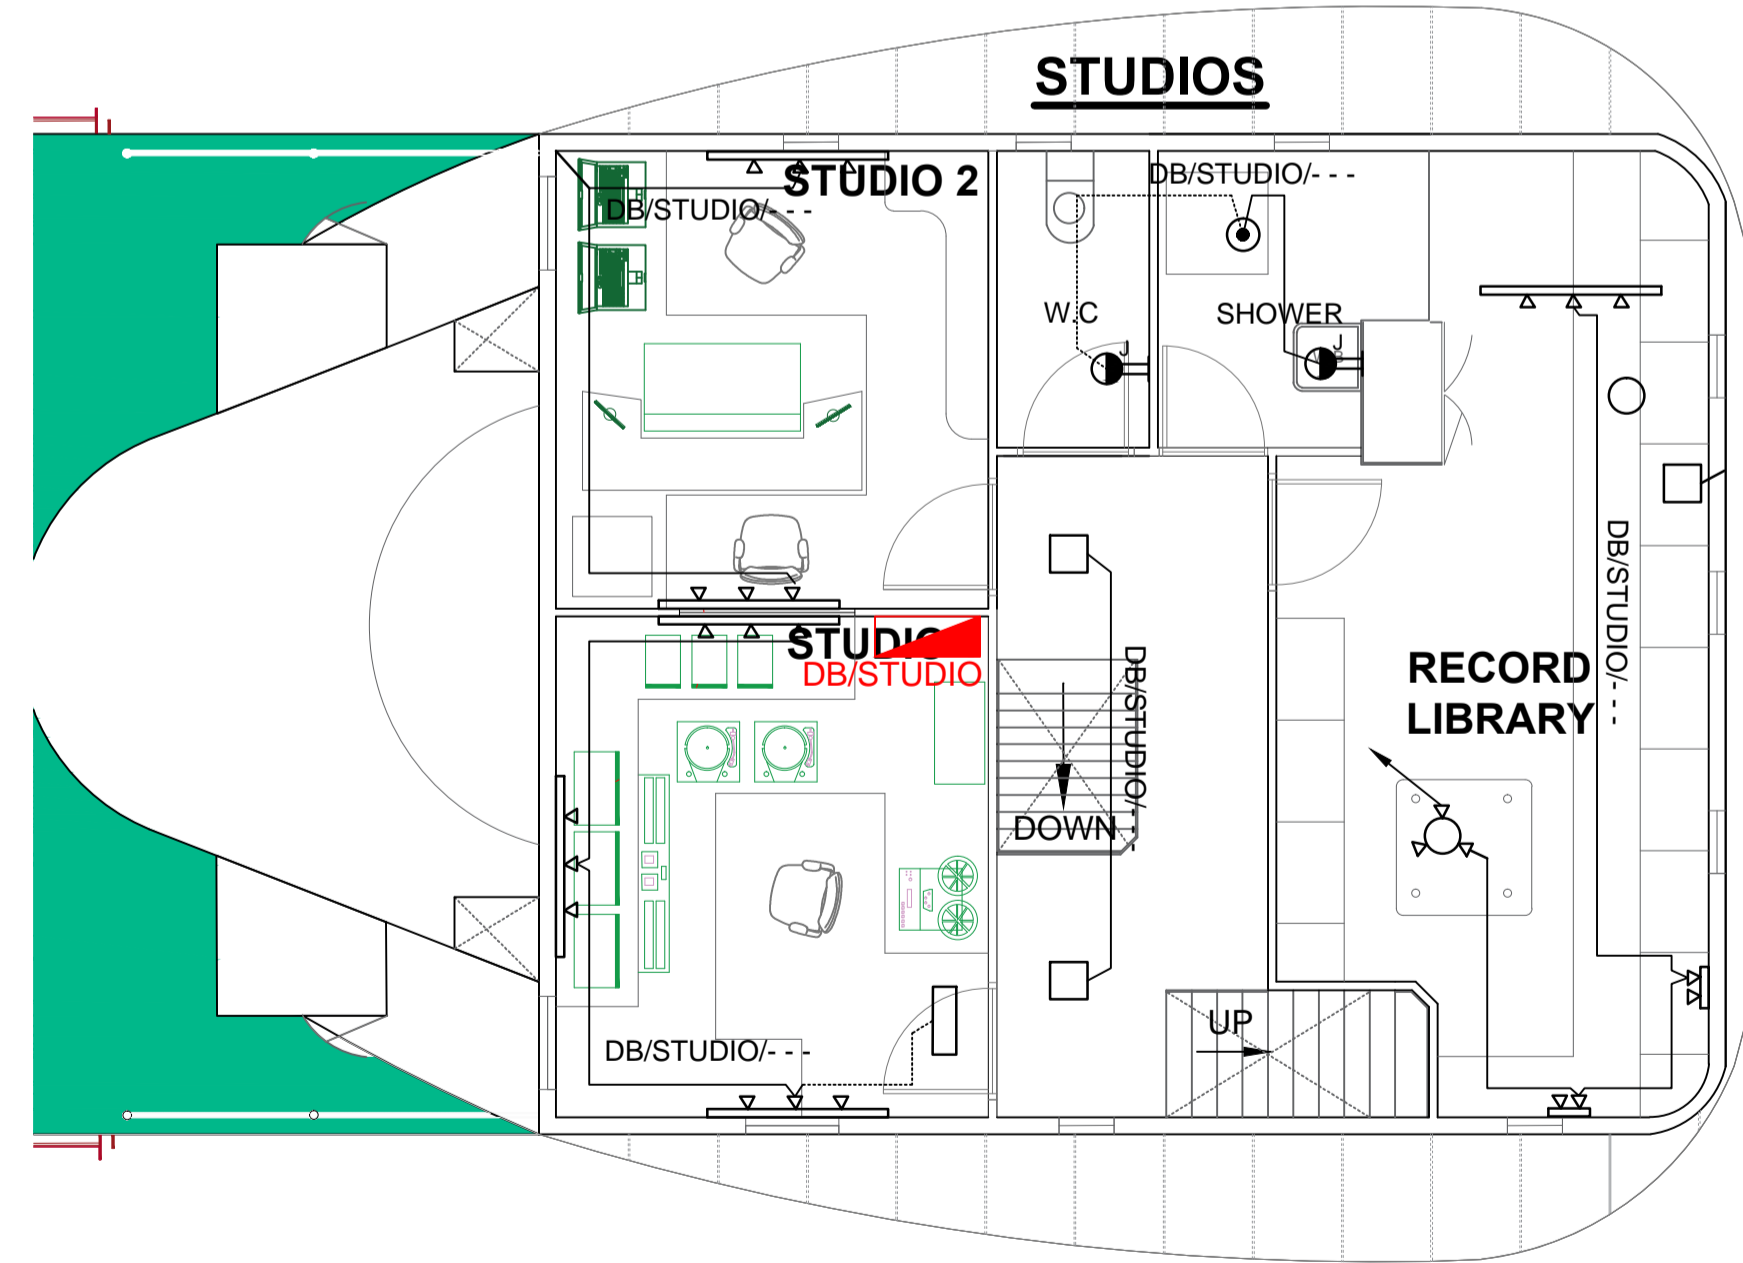 STUDIOS
STUDIO 2
DB/STUDIO/- - -
DB/STUDIO/- - -
W.C
SHOWER
J
J
DB/STUDIO/- - -
STUDIO
DB/STUDIO
DB/STUDIO/- - -
RECORD
LIBRARY
DOWN
UP
DB/STUDIO/- - -